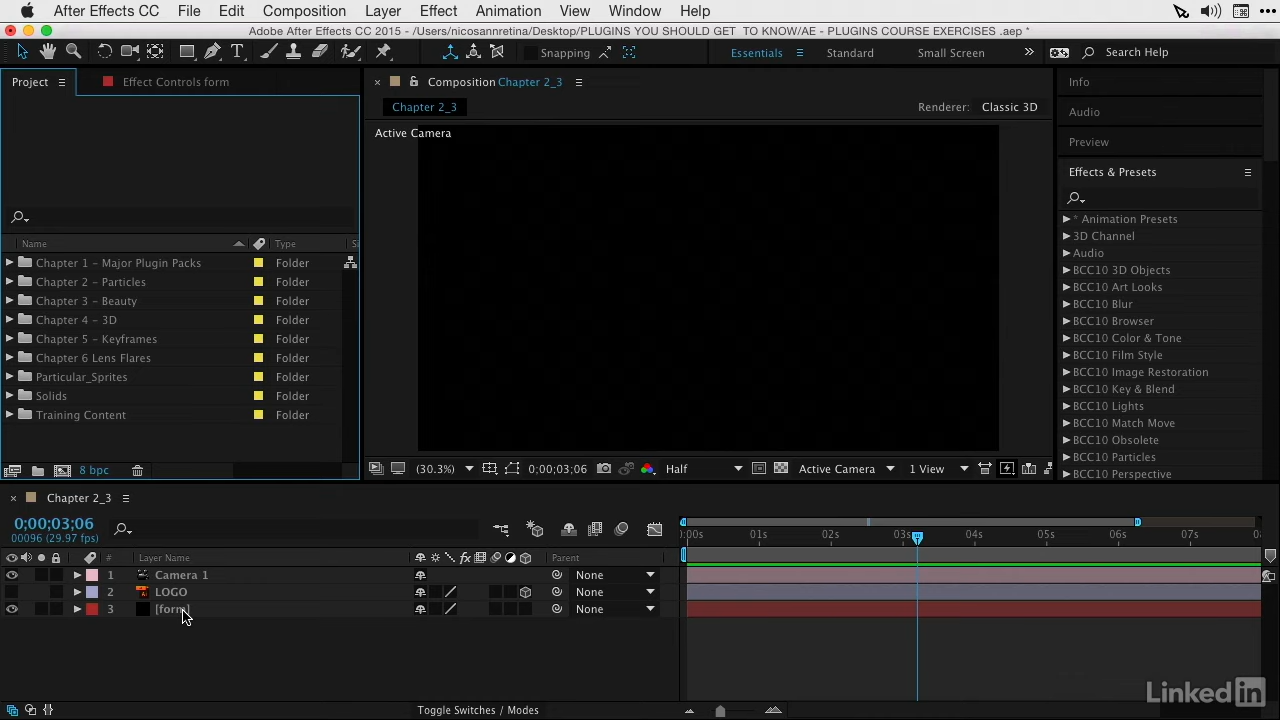 After Effects CC File Edit Composition Layer Effect Animation View Window Help
Adobe After Effects CC 2015 - /Users/nicosannretina/Desktop/PLUGINS YOU SHOULD GET TO KNOW/AE - PLUGINS COURSE EXERCISES .aep *
Snapping Essentials Standard Small Screen Search Help
Project Effect Controls form
Composition Chapter 2_3
Info
Chapter 2_3
Renderer: Classic 3D
Audio
Active Camera
Preview
Effects & Presets
Name Type Si
* Animation Presets
3D Channel
Audio
BCC10 3D Objects
BCC10 Art Looks
BCC10 Blur
BCC10 Browser
BCC10 Color & Tone
BCC10 Film Style
BCC10 Image Restoration
BCC10 Key & Blend
BCC10 Lights
BCC10 Match Move
BCC10 Obsolete
BCC10 Particles
BCC10 Perspective
Chapter 1 - Major Plugin Packs Folder
Chapter 2 - Particles Folder
Chapter 3 - Beauty Folder
Chapter 4 - 3D Folder
Chapter 5 - Keyframes Folder
Chapter 6 Lens Flares Folder
Particular_Sprites Folder
Solids Folder
Training Content Folder
8 bpc
(30.3%) 0;00;03;06 Half Active Camera 1 View
Chapter 2_3
0;00;03;06
00096 (29.97 fps)
:00s 01s 02s 03s 04s 05s 06s 07s
# Layer Name Parent
1 Camera 1 None
2 LOGO None
3 [form] None
Toggle Switches / Modes
Linked in